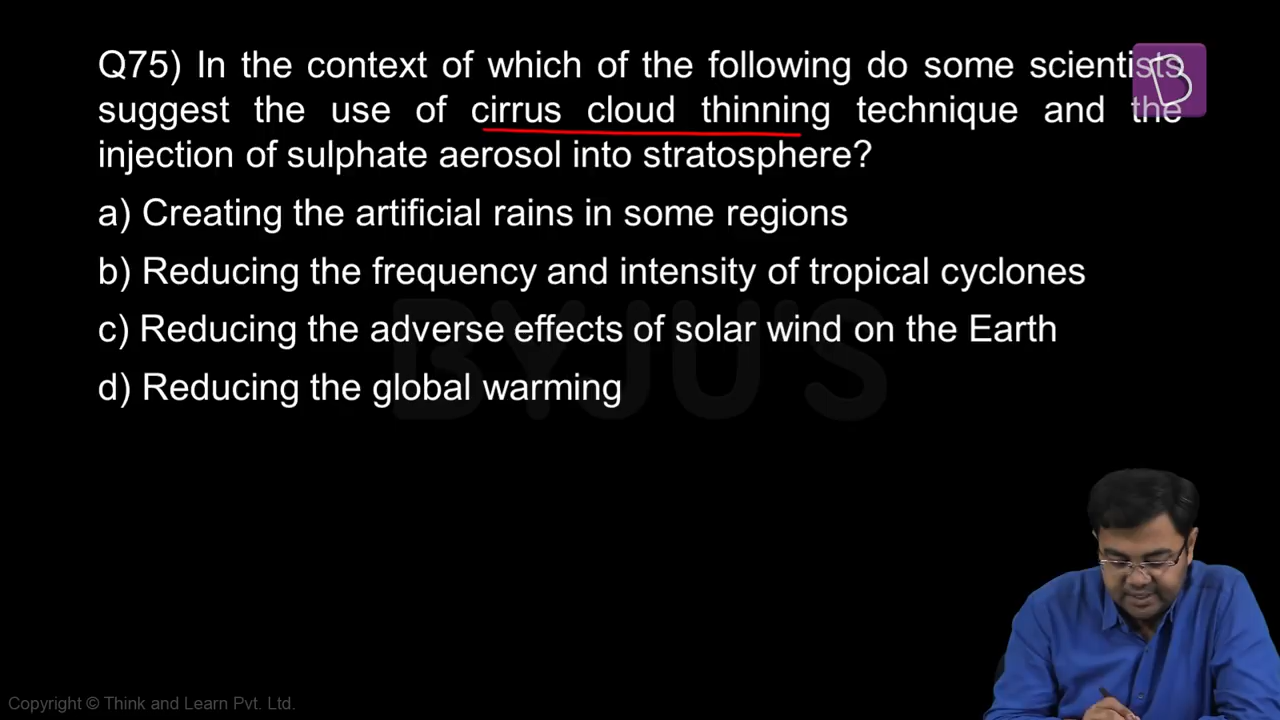 Q75) In the context of which of the following do some scientists
suggest the use of cirrus cloud thinning technique and the
injection of sulphate aerosol into stratosphere?
a) Creating the artificial rains in some regions
b) Reducing the frequency and intensity of tropical cyclones
c) Reducing the adverse effects of solar wind on the Earth
d) Reducing the global warming
BYJU'S
Copyright © Think and Learn Pvt. Ltd.